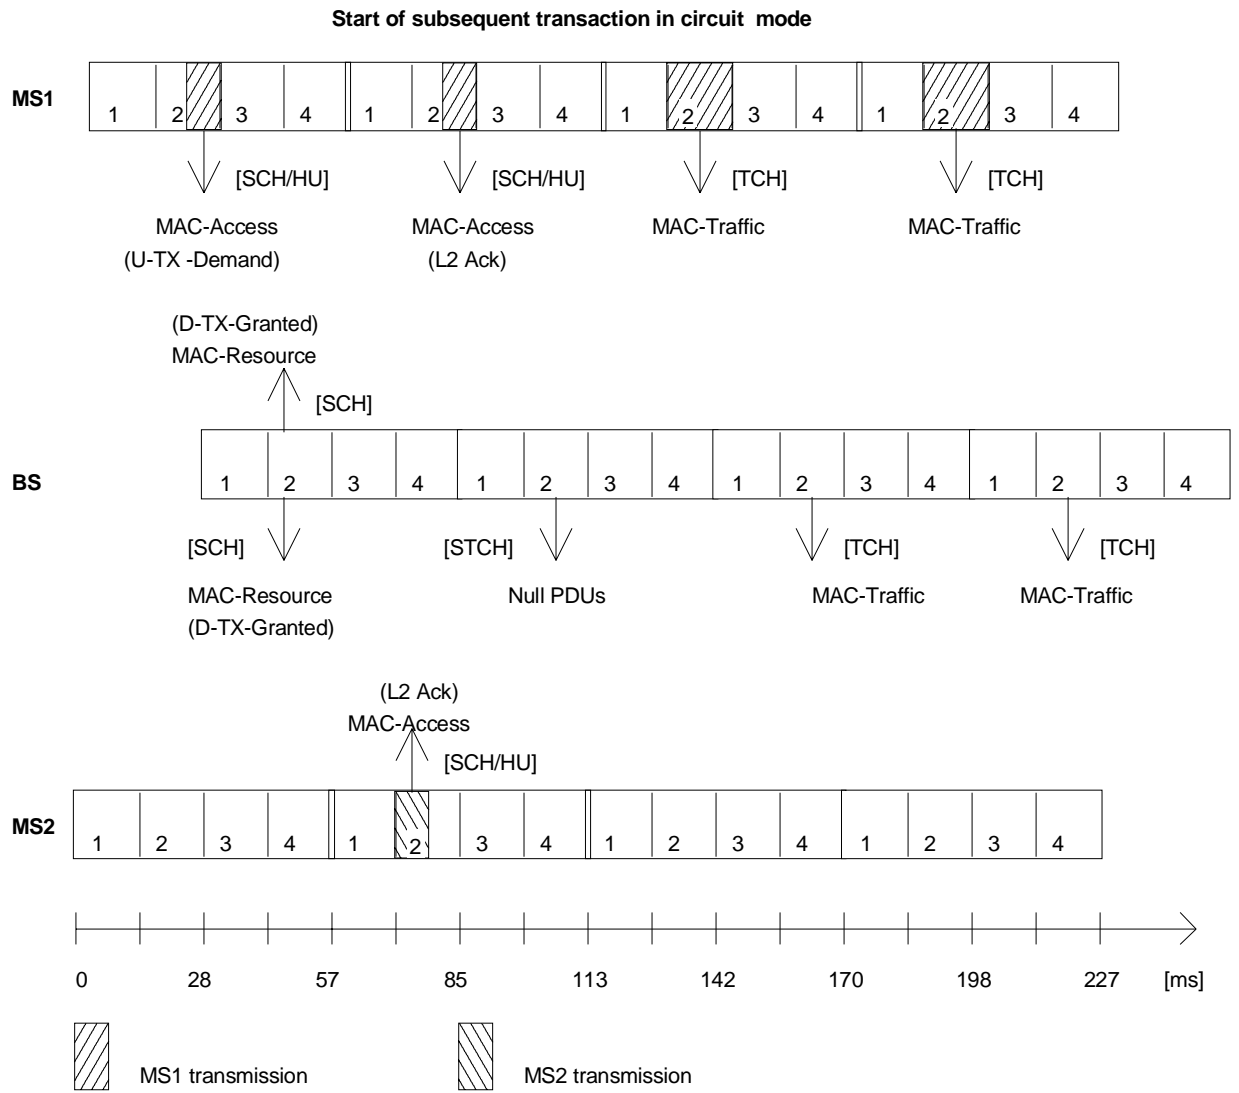 Start of subsequent transaction in circuit mode
MS1
1 2 3 4 1 2 3 4 1 2 3 4 1 2 3 4
[SCH/HU] [SCH/HU] [TCH] [TCH]
MAC-Access MAC-Access MAC-Traffic MAC-Traffic
(U-TX -Demand) (L2 Ack)
(D-TX-Granted)
MAC-Resource
[SCH]
BS
1 2 3 4 1 2 3 4 1 2 3 4 1 2 3 4
[SCH] [STCH] [TCH] [TCH]
MAC-Resource Null PDUs MAC-Traffic MAC-Traffic
(D-TX-Granted)
(L2 Ack)
MAC-Access
[SCH/HU]
MS2
1 2 3 4 1 2 3 4 1 2 3 4 1 2 3 4
0 28 57 85 113 142 170 198 227 [ms]
MS1 transmission MS2 transmission